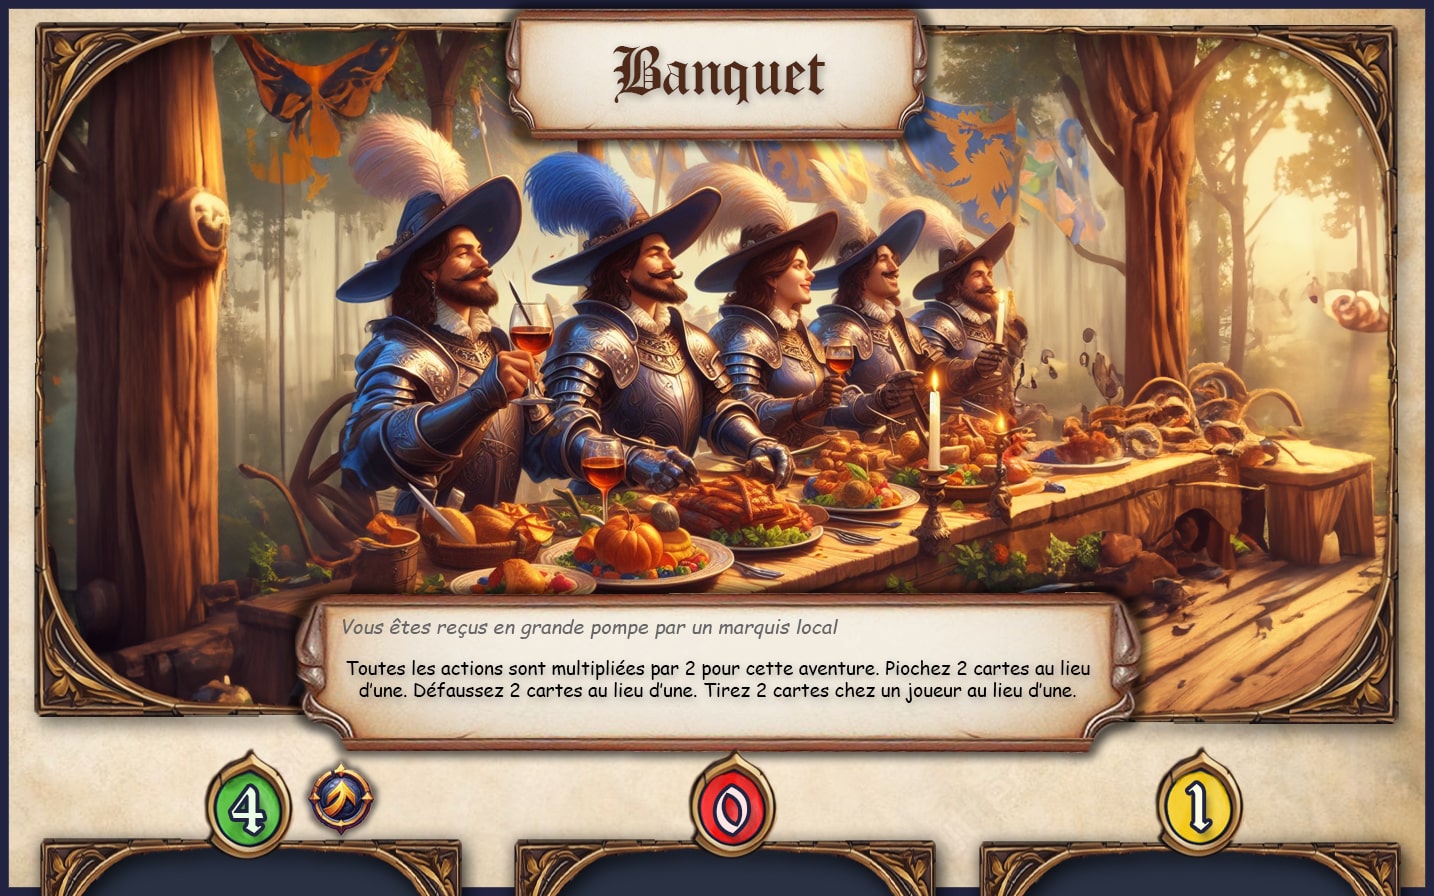 Banquet
Vous êtes reçus en grande pompe par un marquis local
Toutes les actions sont multipliées par 2 pour cette aventure. Piochez 2 cartes au lieu
d'une. Défaussez 2 cartes au lieu d'une. Tirez 2 cartes chez un joueur au lieu d'une.
4 0 1